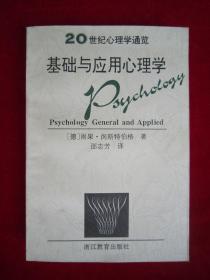 20世纪心理学通览
基础与应用心理学
Psychology
Psychology General and Applied
［德］雨果·闵斯特伯格 著
邵志芳 译
浙江教育出版社